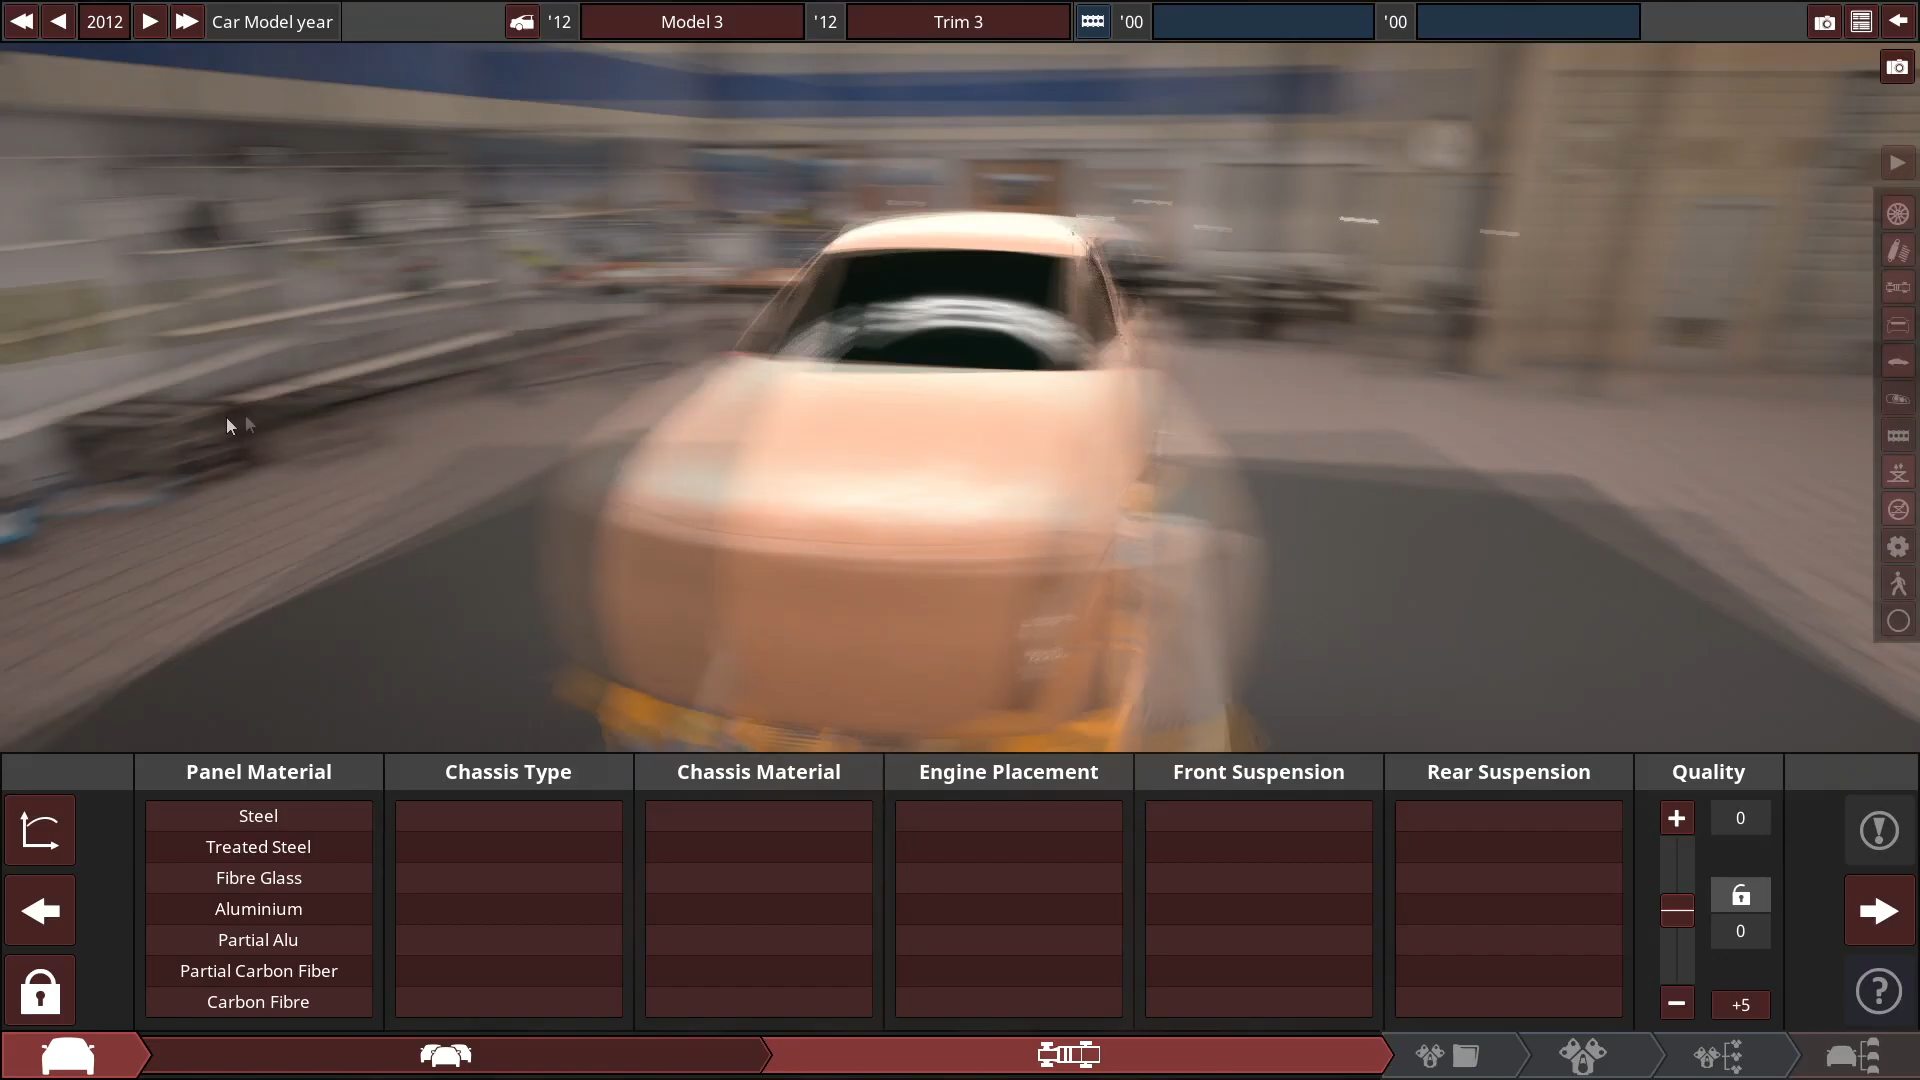 2012 Car Model year '12 Model 3 '12 Trim 3 '00 '00
Panel Material Chassis Type Chassis Material Engine Placement Front Suspension Rear Suspension Quality
Steel
Treated Steel
Fibre Glass
Aluminium
Partial Alu
Partial Carbon Fiber
Carbon Fibre
0
0
+5